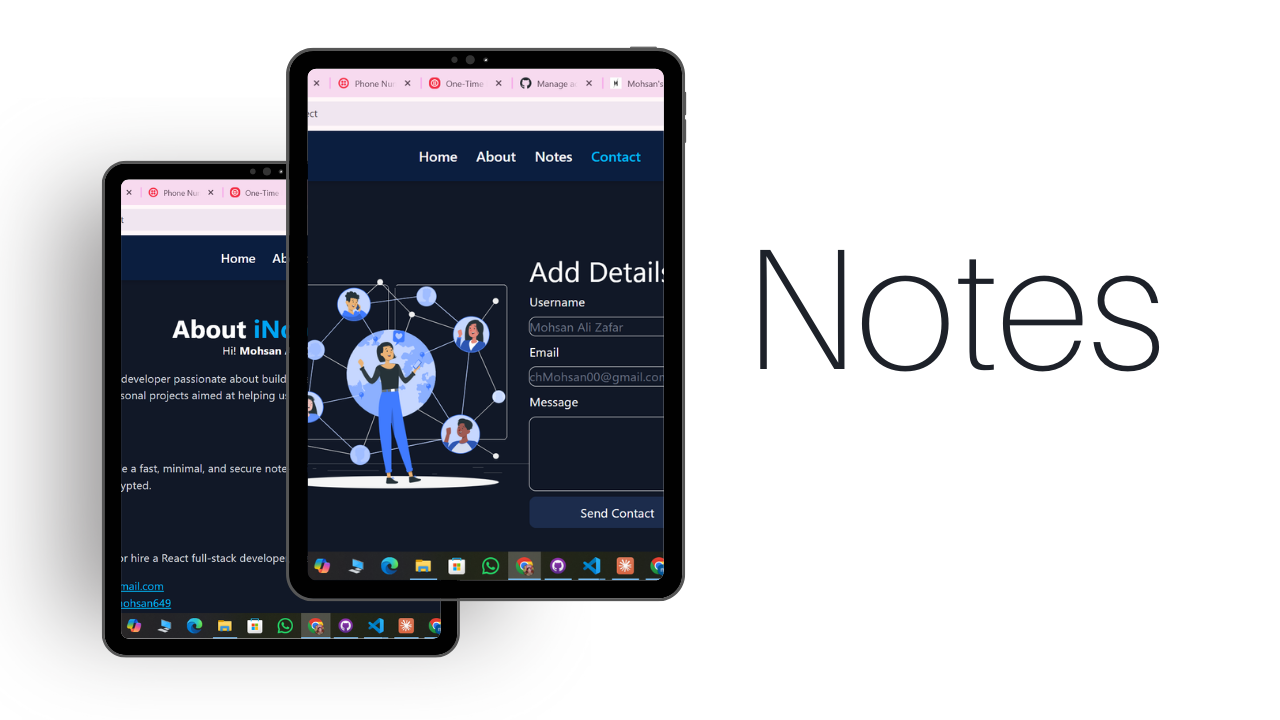 Phone Nu
One-Time
Manage a
Mohsan's
ect
Home About Notes Contact
Add Details
Username
Mohsan Ali Zafar
Email
chMohsan00@gmail.com
Message
Send Contact
Phone Nu
One-Time
t
Home Ab
About iNo
Hi! Mohsan A
developer passionate about build
sonal projects aimed at helping us
e a fast, minimal, and secure note
ypted.
or hire a React full-stack develope
mail.com
mohsan649
Notes